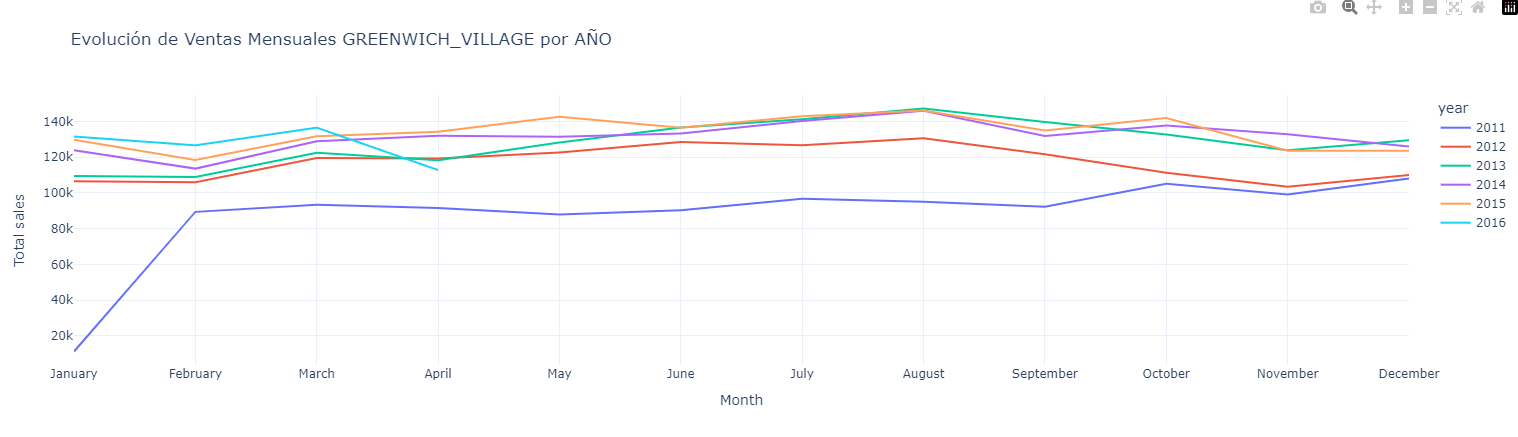 Evolución de Ventas Mensuales GREENWICH_VILLAGE por AÑO
year
2011
2012
2013
2014
2015
2016
Total sales
140k
120k
100k
80k
60k
40k
20k
January February March April May June July August September October November December
Month